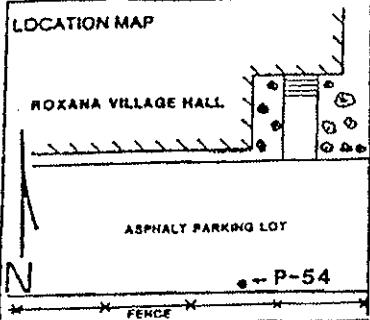 LOCATION MAP
ROXANA VILLAGE HALL
ASPHALT PARKING LOT
N
P-54
FENCE